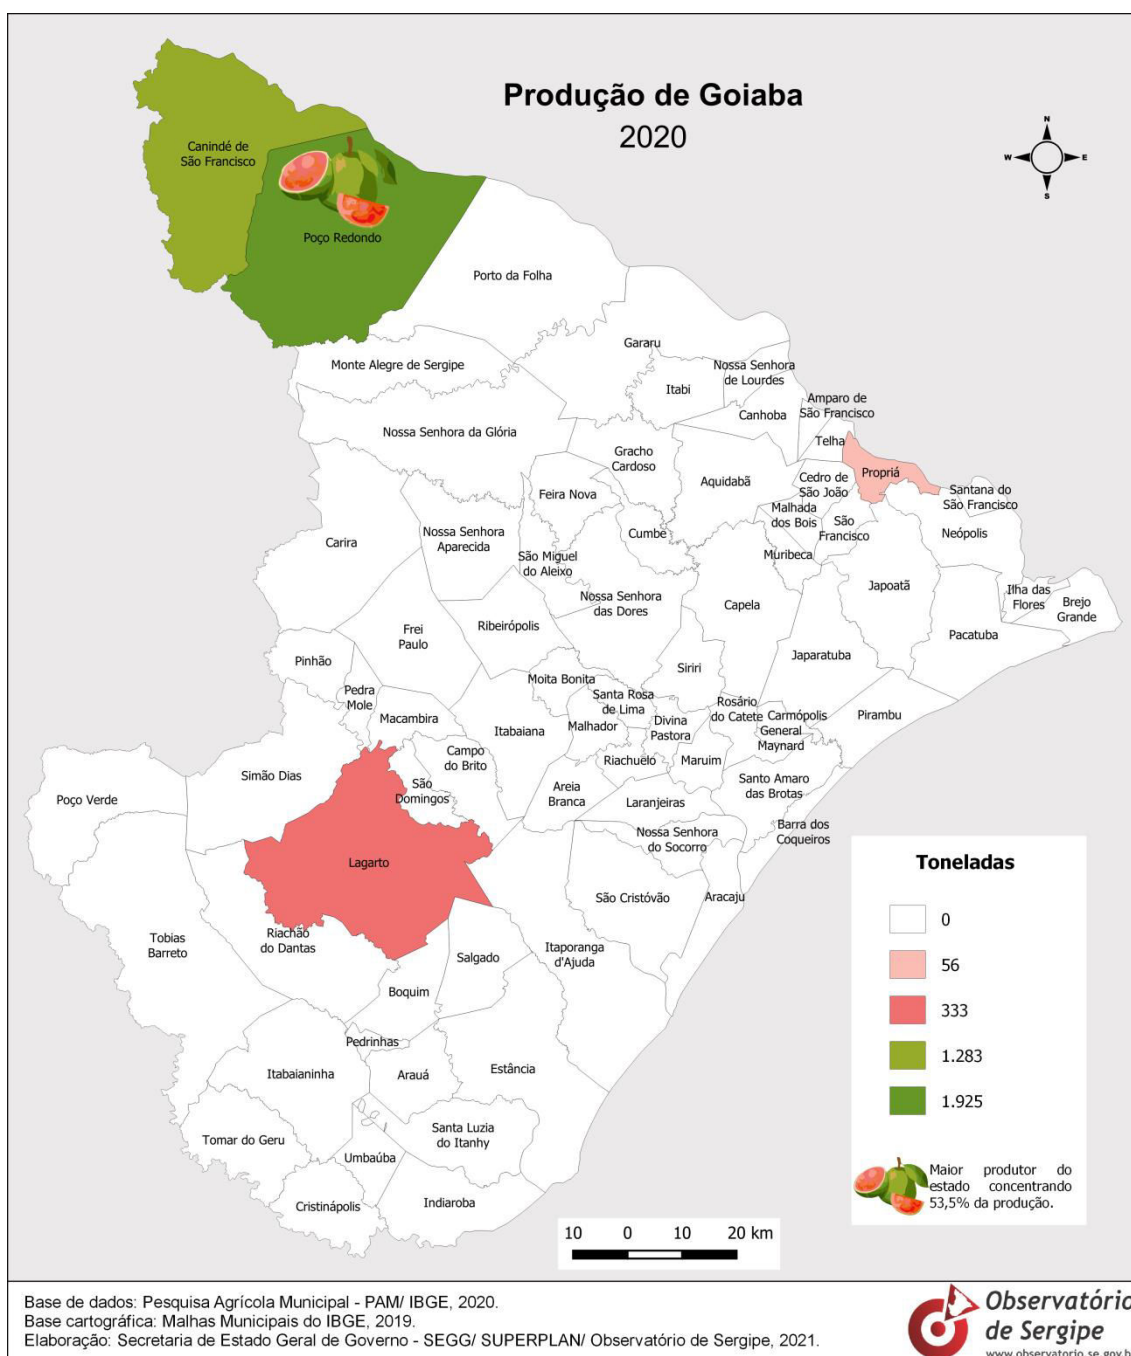 Produção de Goiaba
2020
N
W
E
S
Canindé de
São Francisco
Poço Redondo
Porto da Folha
Gararu
Monte Alegre de Sergipe
Nossa Senhora
de Lourdes
Itabi
Amparo de
São Francisco
Canhoba
Nossa Senhora da Glória
Telha
Gracho
Cardoso
Propriá
Aquidabã
Cedro de
São João
Feira Nova
Santana do
São Francisco
Malhada
dos Bois
São
Francisco
Neópolis
Nossa Senhora
Aparecida
Cumbe
Carira
Muribeca
São Miguel
do Aleixo
Japoatã
Ilha das
Flores
Nossa Senhora
das Dores
Capela
Brejo
Grande
Ribeirópolis
Frei
Paulo
Pacatuba
Japaratuba
Pinhão
Siriri
Moita Bonita
Pedra
Mole
Santa Rosa
de Lima
Rosário
do Catete
Carmópolis
Pirambu
Macambira
Itabaiana
Malhador
Divina
Pastora
General
Maynard
Campo
do Brito
Riachuelo
Maruim
Simão Dias
São
Domingos
Areia
Branca
Santo Amaro
das Brotas
Poço Verde
Laranjeiras
Barra dos
Coqueiros
Nossa Senhora
do Socorro
Lagarto
São Cristóvão
Aracaju
Riachão
do Dantas
Tobias
Barreto
Itaporanga
d'Ajuda
Salgado
Boquim
Pedrinhas
Itabaianinha
Arauá
Estância
Santa Luzia
do Itanhy
Tomar do Geru
Umbaúba
Cristinápolis
Indiaroba
Toneladas
0
56
333
1.283
1.925
Maior produtor do
estado concentrando
53,5% da produção.
10 0 10 20 km
Base de dados: Pesquisa Agrícola Municipal - PAM/ IBGE, 2020.
Base cartográfica: Malhas Municipais do IBGE, 2019.
Elaboração: Secretaria de Estado Geral de Governo - SEGG/ SUPERPLAN/ Observatório de Sergipe, 2021.
Observatório
de Sergipe
www.observatorio.se.gov.b